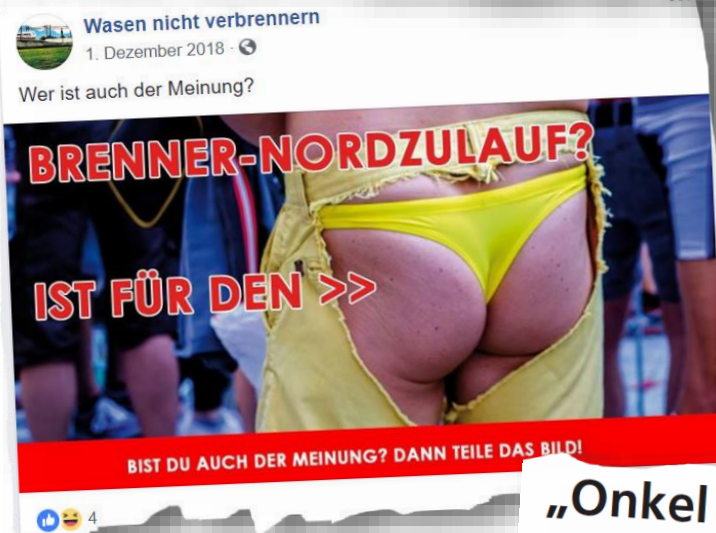 Wasen nicht verbrennern
1. Dezember 2018 ·
Wer ist auch der Meinung?
BRENNER-NORDZULAUF?
IST FÜR DEN >>
BIST DU AUCH DER MEINUNG? DANN TEILE DAS BILD!
4
„Onkel